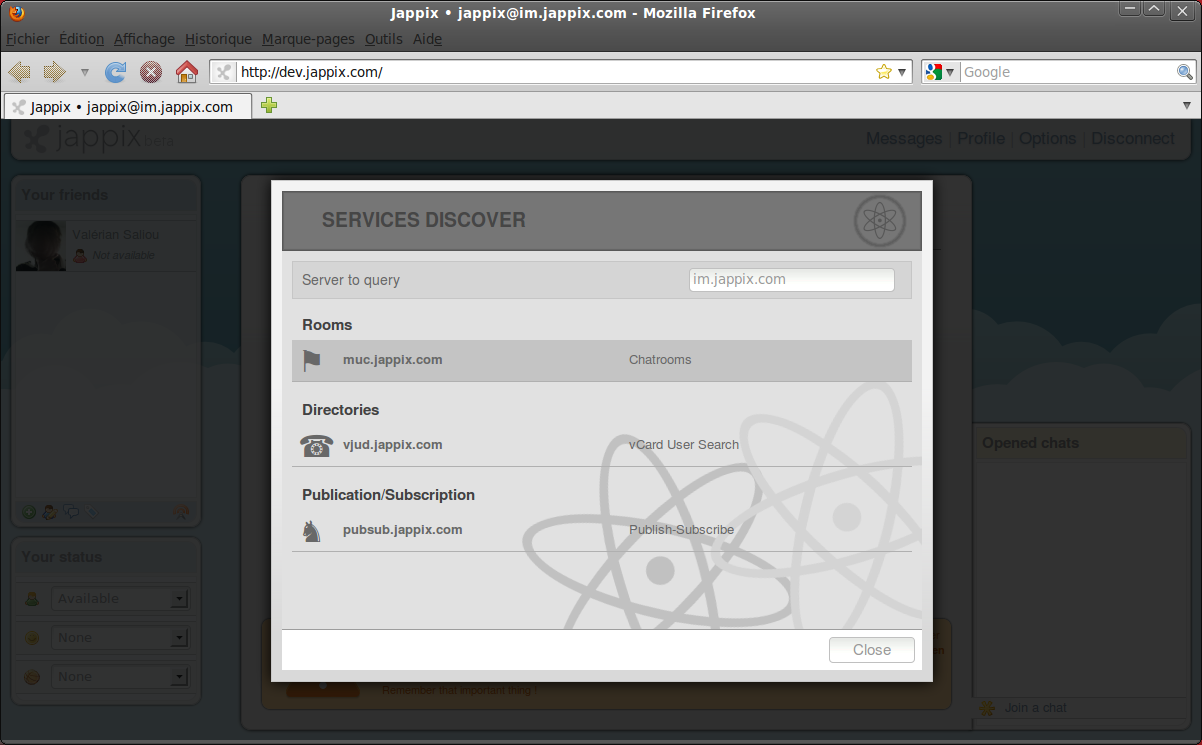 Jappix • jappix@im.jappix.com - Mozilla Firefox
Fichier Édition Affichage Historique Marque-pages Outils Aide
http://dev.jappix.com/
Google
Jappix • jappix@im.jappix.com
jappix beta
Messages | Profile | Options | Disconnect
Your friends
Valérian Saliou
Not available
SERVICES DISCOVER
Server to query
im.jappix.com
Rooms
muc.jappix.com Chatrooms
Directories
vjud.jappix.com vCard User Search
Publication/Subscription
pubsub.jappix.com Publish-Subscribe
Close
Opened chats
Join a chat
Your status
Available
None
None
Remember that important thing !